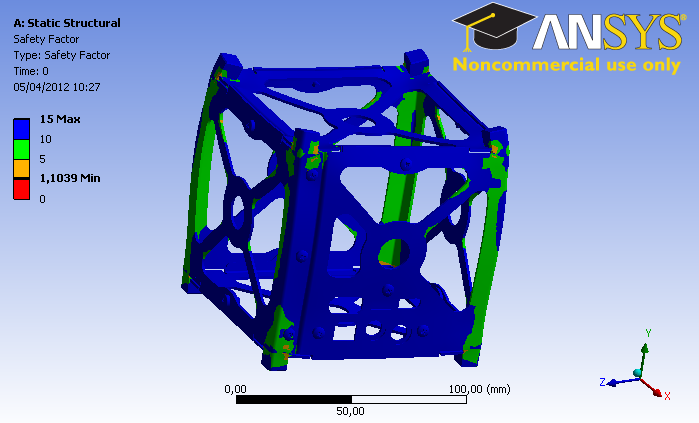 A: Static Structural
Safety Factor
Type: Safety Factor
Time: 0
05/04/2012 10:27
ANSYS
Noncommercial use only
15 Max
10
5
1,1039 Min
0
0,00 100,00 (mm)
50,00
Y
Z
X